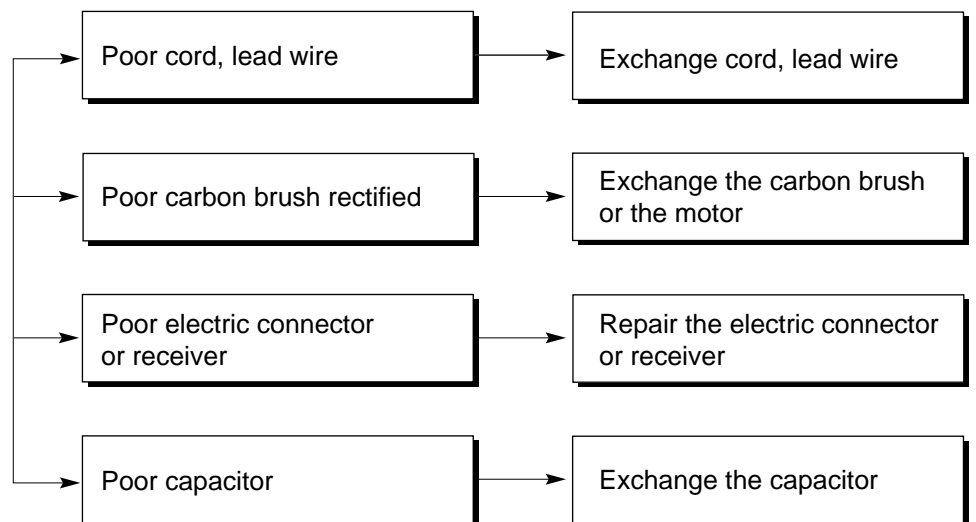 Poor cord, lead wire
Exchange cord, lead wire
Poor carbon brush rectified
Exchange the carbon brush
or the motor
Poor electric connector
or receiver
Repair the electric connector
or receiver
Poor capacitor
Exchange the capacitor